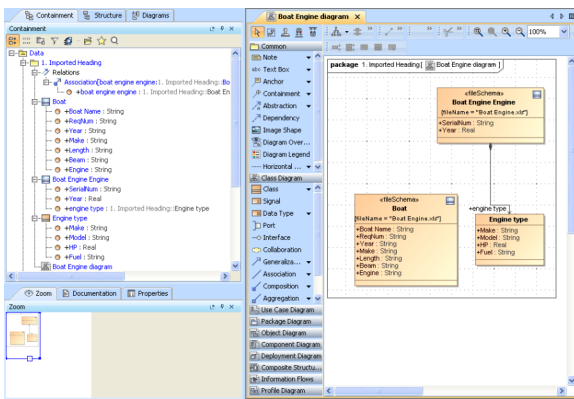 Containment
Structure
Diagrams
Containment
Data
1. Imported Heading
Relations
Association[boat engine engine:1. Imported Heading::Bo
+boat engine engine : 1. Imported Heading::Boat En
Boat
+Boat Name : String
+ReqNum : String
+Year : String
+Make : String
+Length : String
+Beam : String
+Engine : String
Boat Engine Engine
+SerialNum : String
+Year : Real
+engine type : 1. Imported Heading::Engine type
Engine type
+Make : String
+Model : String
+HP : Real
+Fuel : String
Boat Engine diagram
Zoom
Documentation
Properties
Zoom
Boat Engine diagram
100%
Common
Note
Text Box
Anchor
Containment
Abstraction
Dependency
Image Shape
Diagram Over...
Diagram Legend
Horizontal ...
Class Diagram
Class
Signal
Data Type
Port
Interface
Collaboration
Generaliza...
Association
Composition
Aggregation
Use Case Diagram
Package Diagram
Object Diagram
Component Diagram
Deployment Diagram
Composite Structu...
Information Flows
Profile Diagram
package 1. Imported Heading[ Boat Engine diagram ]
«fileSchema»
Boat Engine Engine
{fileName = "Boat Engine.xls"}
+SerialNum : String
+Year : Real
+engine type
«fileSchema»
Boat
{fileName = "Boat Engine.xsl"}
+Boat Name : String
+ReqNum : String
+Year : String
+Make : String
+Length : String
+Beam : String
+Engine : String
Engine type
+Make : String
+Model : String
+HP : Real
+Fuel : String